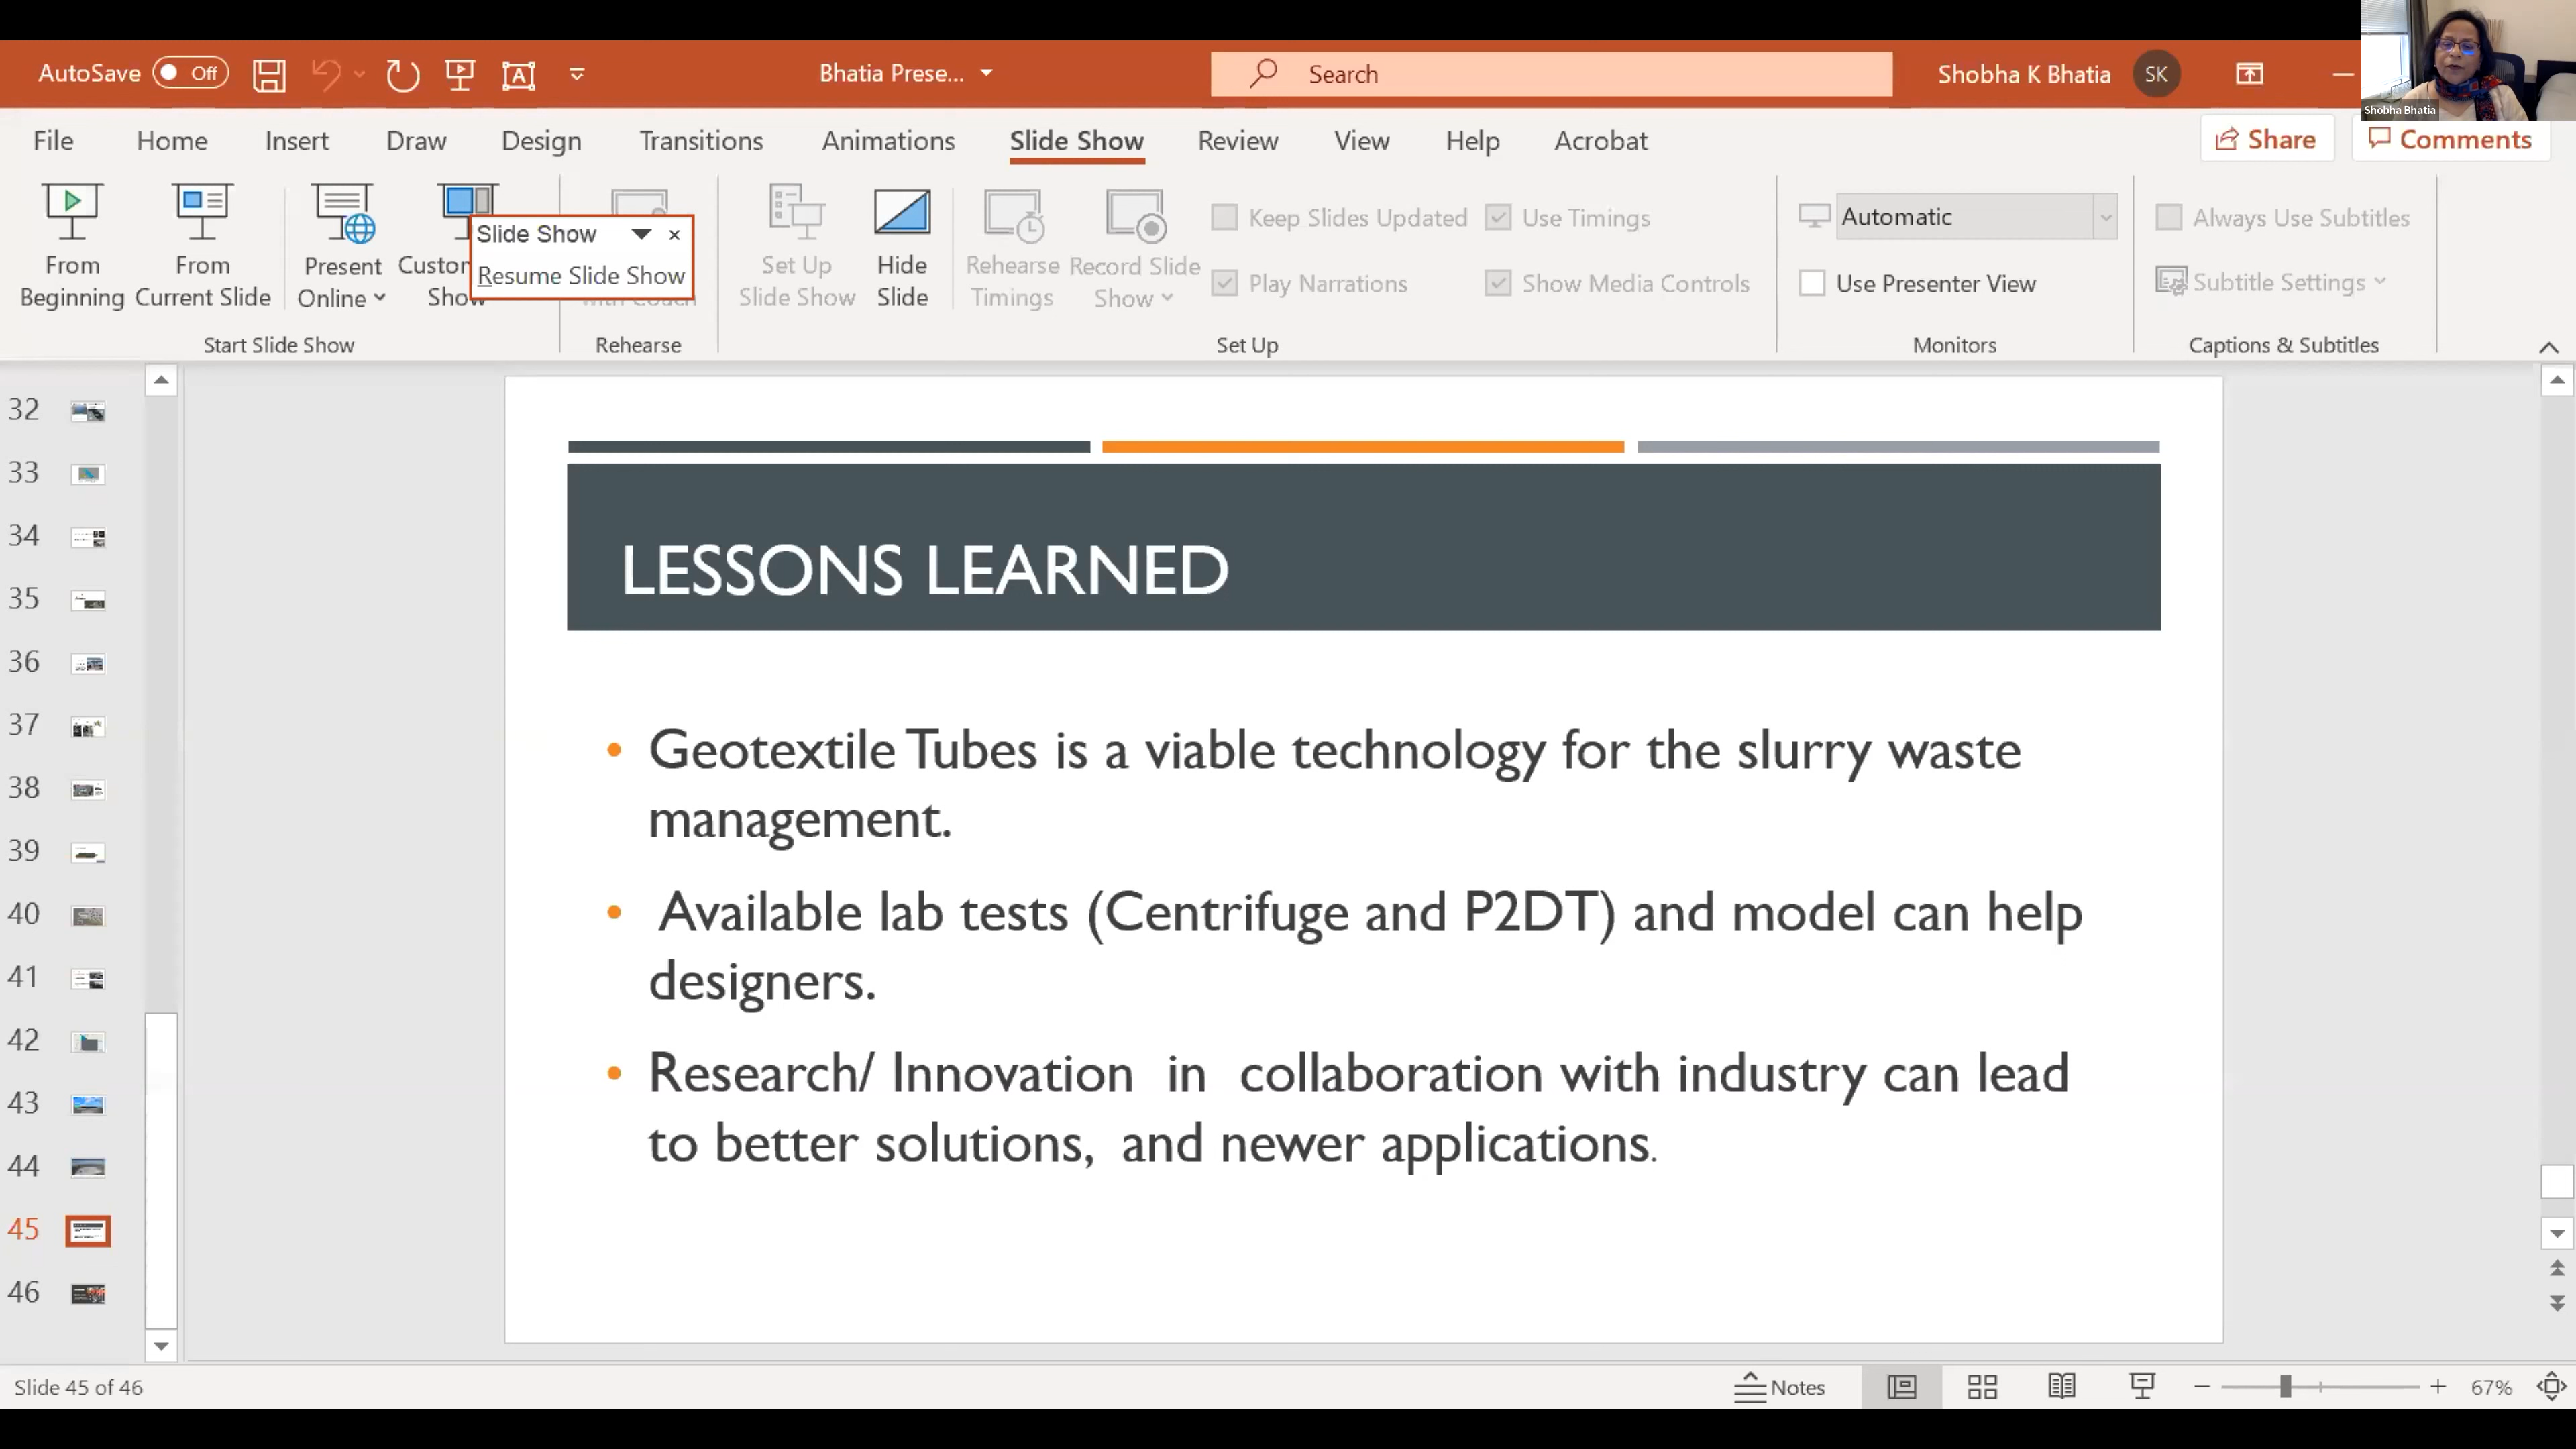 AutoSave Off
Bhatia Prese...
Search
Shobha K Bhatia SK
Shobha Bhatia
File Home Insert Draw Design Transitions Animations Slide Show Review View Help Acrobat
Share Comments
From
Beginning
From
Current Slide
Present
Online
Custom
Show
Slide Show
Resume Slide Show
with Coach
Set Up
Slide Show
Hide
Slide
Rehearse
Timings
Record Slide
Show
Keep Slides Updated
Play Narrations
Use Timings
Show Media Controls
Automatic
Use Presenter View
Always Use Subtitles
Subtitle Settings
Start Slide Show
Rehearse
Set Up
Monitors
Captions & Subtitles
32
33
34
35
36
37
38
39
40
41
42
43
44
45
46
LESSONS LEARNED
• Geotextile Tubes is a viable technology for the slurry waste
management.
• Available lab tests (Centrifuge and P2DT) and model can help
designers.
• Research/ Innovation in collaboration with industry can lead
to better solutions, and newer applications.
Slide 45 of 46
Notes
67%